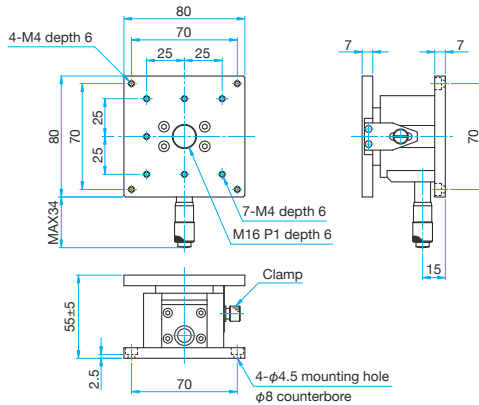 80
70
4-M4 depth 6
25
25
80
70
25
25
MAX34
7-M4 depth 6
M16 P1 depth 6
7
7
70
15
Clamp
55±5
2.5
70
4-φ4.5 mounting hole
φ8 counterbore